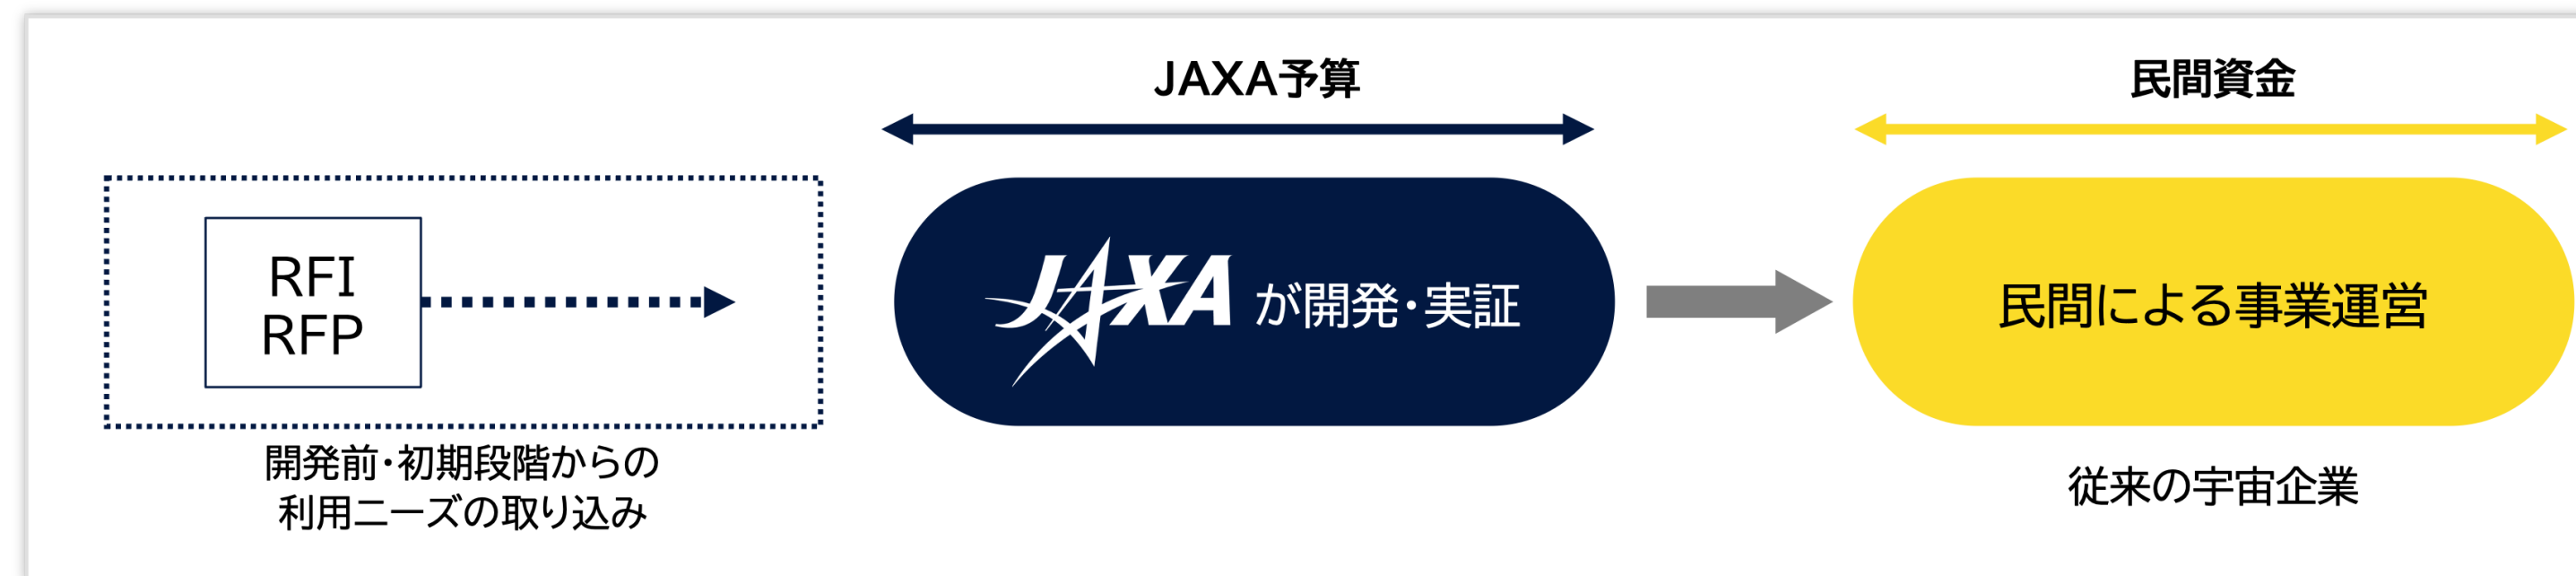 JAXA予算
民間資金
RFI
RFP
JAXA が開発・実証
民間による事業運営
開発前・初期段階からの
利用ニーズの取り込み
従来の宇宙企業